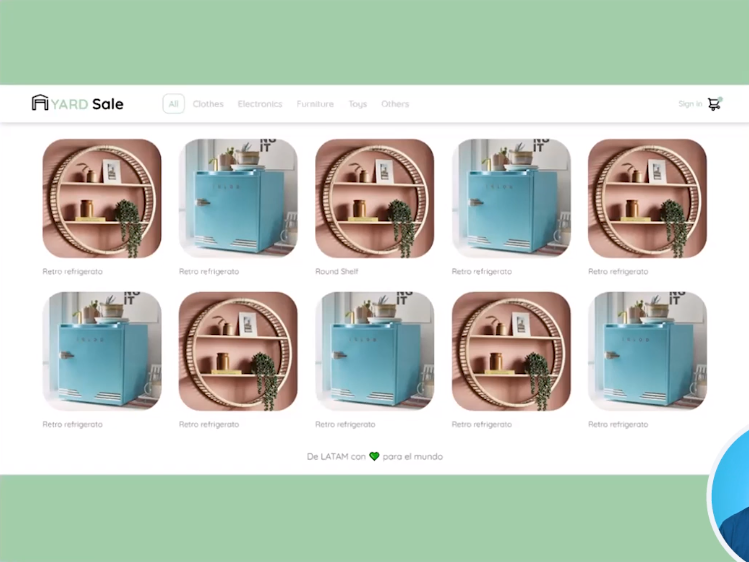 YARD Sale All Clothes Electronics Furniture Toys Others Sign in
Retro refrigerato Retro refrigerato Round Shelf Retro refrigerato Retro refrigerato
Retro refrigerato Retro refrigerato Retro refrigerato Retro refrigerato Retro refrigerato
De LATAM con 💚 para el mundo